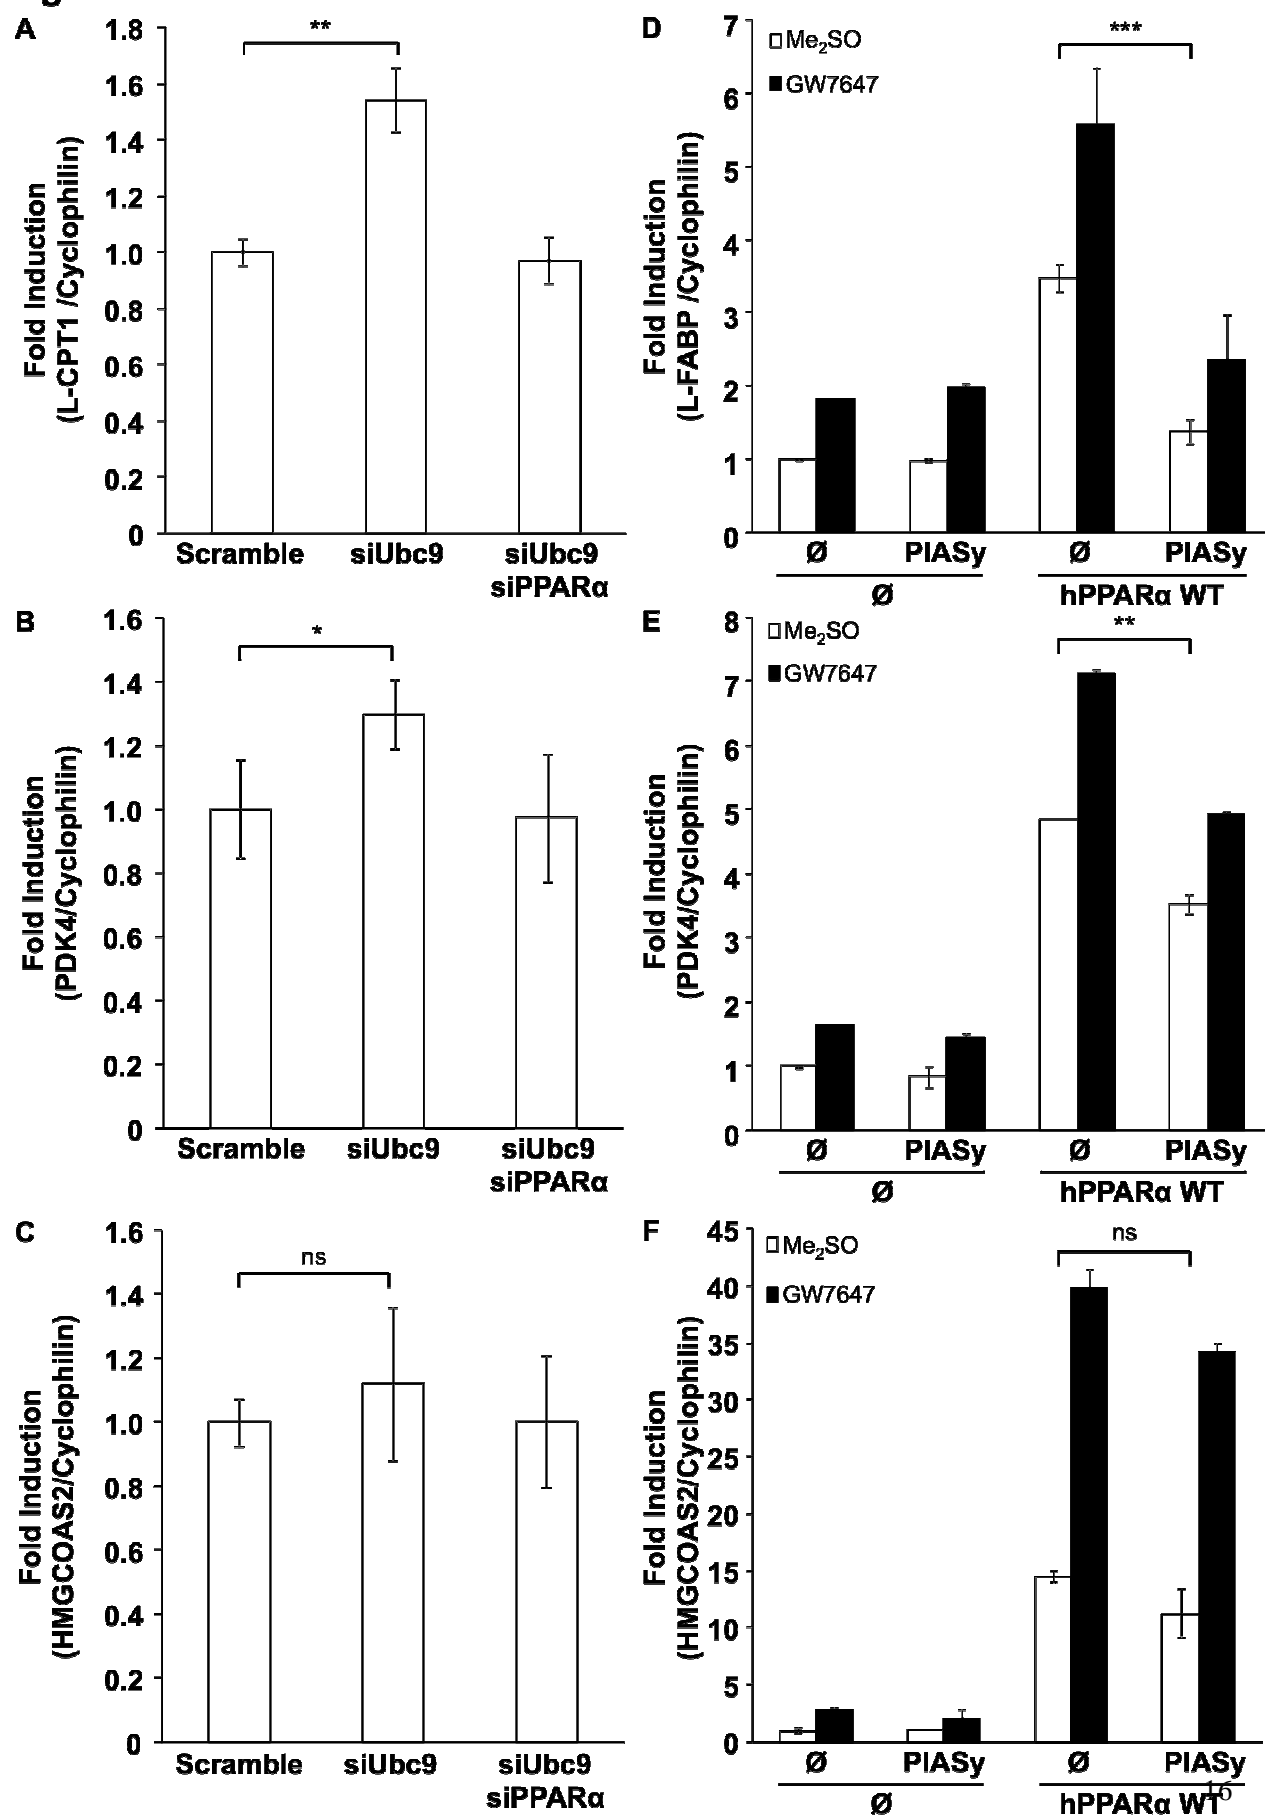 A
1.8
1.6
1.4
1.2
1.0
0.8
0.6
0.4
0.2
0
Fold Induction
(L-CPT1 /Cyclophilin)
**
Scramble siUbc9 siUbc9
siPPARα
D
7
6
5
4
3
2
1
0
Fold Induction
(L-FABP /Cyclophilin)
Me2SO
GW7647
***
Ø PIASy Ø PIASy
Ø hPPARα WT
B
1.6
1.4
1.2
1.0
0.8
0.6
0.4
0.2
0
Fold Induction
(PDK4/Cyclophilin)
*
Scramble siUbc9 siUbc9
siPPARα
E
8
7
6
5
4
3
2
1
0
Fold Induction
(PDK4/Cyclophilin)
Me2SO
GW7647
**
Ø PIASy Ø PIASy
Ø hPPARα WT
C
1.6
1.4
1.2
1.0
0.8
0.6
0.4
0.2
0
Fold Induction
(HMGCOAS2/Cyclophilin)
ns
Scramble siUbc9 siUbc9
siPPARα
F
45
40
35
30
25
20
15
10
5
0
Fold Induction
(HMGCOAS2/Cyclophilin)
Me2SO
GW7647
ns
Ø PIASy Ø PIASy
Ø hPPARα WT
16